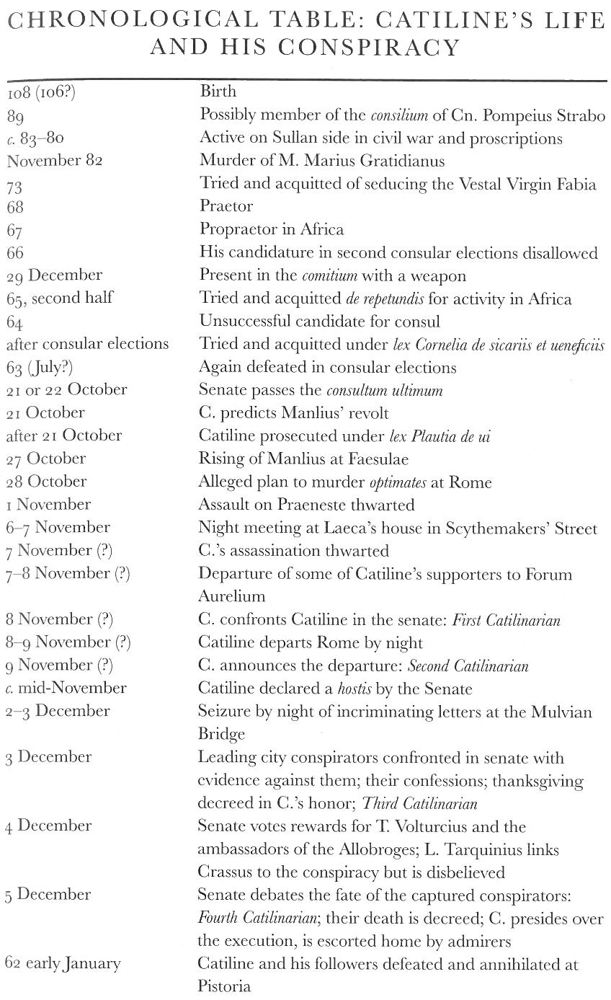 CHRONOLOGICAL TABLE: CATILINE'S LIFE
AND HIS CONSPIRACY
108 (106?) Birth
89 Possibly member of the consilium of Cn. Pompeius Strabo
c. 83–80 Active on Sullan side in civil war and proscriptions
November 82 Murder of M. Marius Gratidianus
73 Tried and acquitted of seducing the Vestal Virgin Fabia
68 Praetor
67 Propraetor in Africa
66 His candidature in second consular elections disallowed
29 December Present in the comitium with a weapon
65, second half Tried and acquitted de repetundis for activity in Africa
64 Unsuccessful candidate for consul
after consular elections Tried and acquitted under lex Cornelia de sicariis et ueneficiis
63 (July?) Again defeated in consular elections
21 or 22 October Senate passes the consultum ultimum
21 October C. predicts Manlius' revolt
after 21 October Catiline prosecuted under lex Plautia de ui
27 October Rising of Manlius at Faesulae
28 October Alleged plan to murder optimates at Rome
1 November Assault on Praeneste thwarted
6–7 November Night meeting at Laeca's house in Scythemakers' Street
7 November (?) C.'s assassination thwarted
7–8 November (?) Departure of some of Catiline's supporters to Forum
Aurelium
8 November (?) C. confronts Catiline in the senate: First Catilinarian
8–9 November (?) Catiline departs Rome by night
9 November (?) C. announces the departure: Second Catilinarian
c. mid-November Catiline declared a hostis by the Senate
2–3 December Seizure by night of incriminating letters at the Mulvian
Bridge
3 December Leading city conspirators confronted in senate with
evidence against them; their confessions; thanksgiving
decreed in C.'s honor; Third Catilinarian
4 December Senate votes rewards for T. Volturcius and the
ambassadors of the Allobroges; L. Tarquinius links
Crassus to the conspiracy but is disbelieved
5 December Senate debates the fate of the captured conspirators:
Fourth Catilinarian; their death is decreed; C. presides over
the execution, is escorted home by admirers
62 early January Catiline and his followers defeated and annihilated at
Pistoria